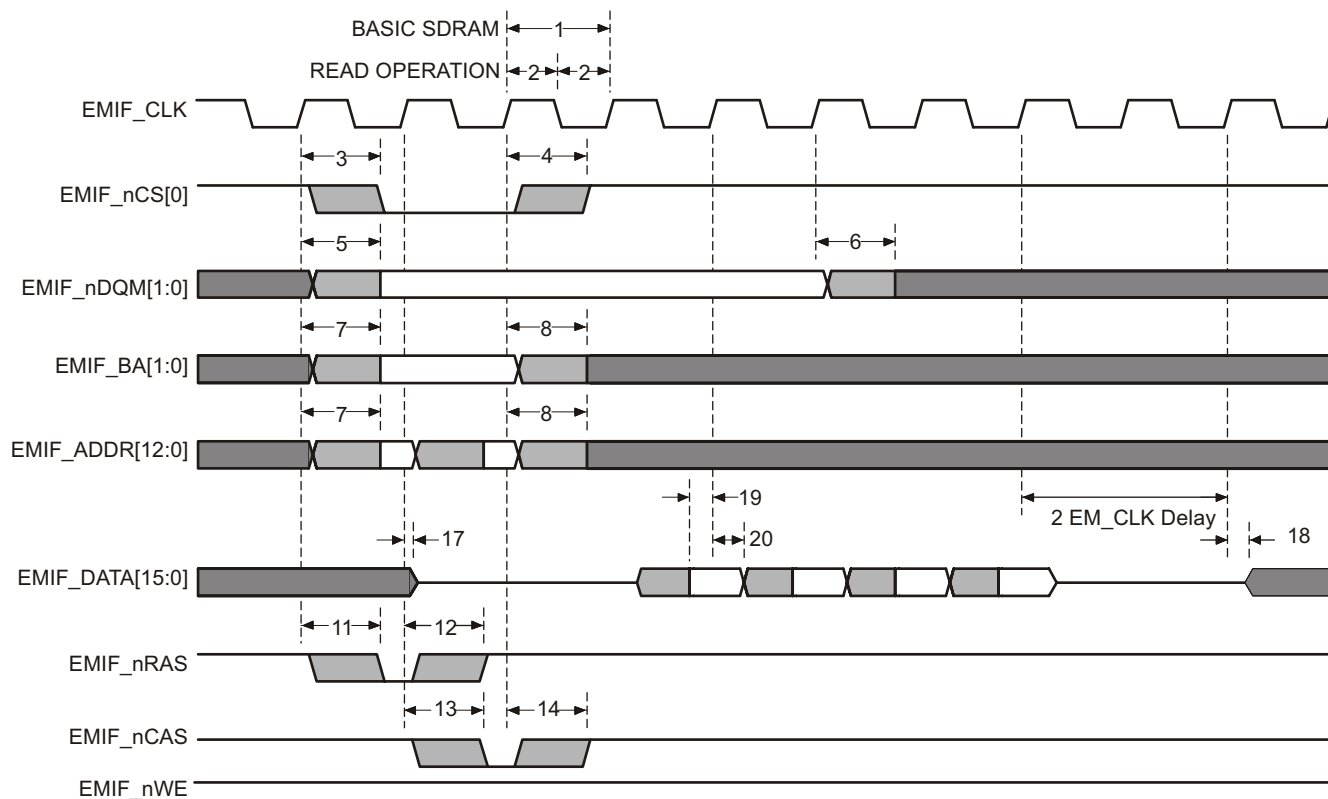 BASIC SDRAM
1
READ OPERATION
2 2
EMIF_CLK
3 4
EMIF_nCS[0]
5 6
EMIF_nDQM[1:0]
7 8
EMIF_BA[1:0]
7 8
EMIF_ADDR[12:0]
19
2 EM_CLK Delay
17 20 18
EMIF_DATA[15:0]
11 12
EMIF_nRAS
13 14
EMIF_nCAS
EMIF_nWE